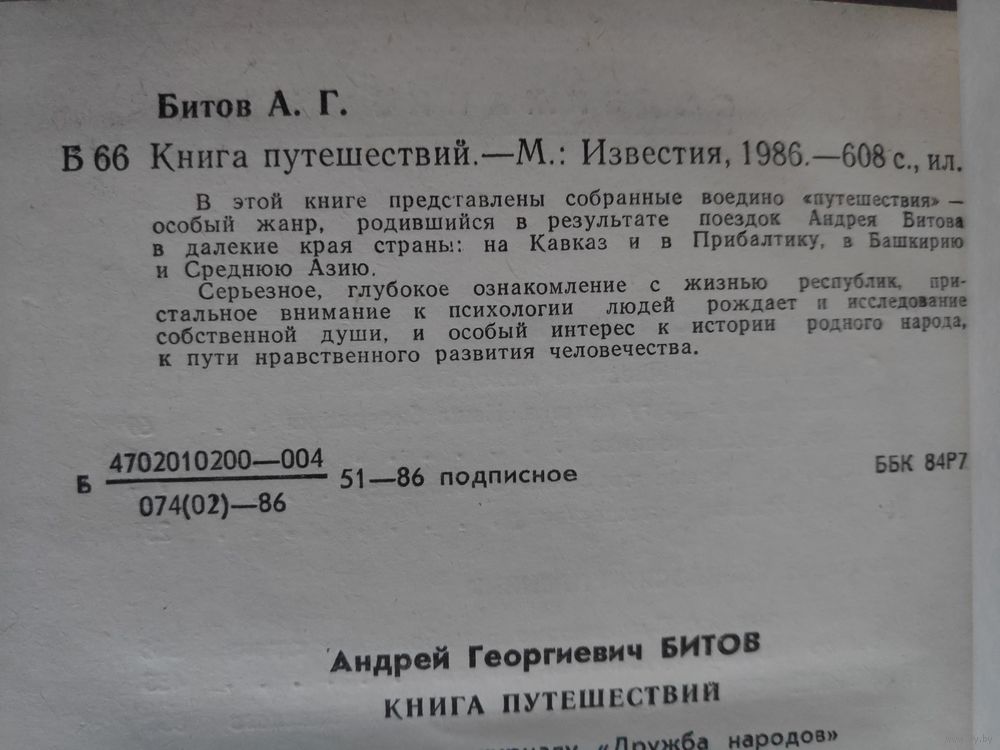 Битов А. Г.
Б 66 Книга путешествий.—М.: Известия, 1986.—608 с., ил.
В этой книге представлены собранные воедино «путешествия» —
особый жанр, родившийся в результате поездок Андрея Битова
в далекие края страны: на Кавказ и в Прибалтику, в Башкирию
и Среднюю Азию.
Серьезное, глубокое ознакомление с жизнью республик, при-
стальное внимание к психологии людей рождает и исследование
собственной души, и особый интерес к истории родного народа,
к пути нравственного развития человечества.
4702010200—004
Б 51—86 подписное ББК 84Р7
074(02)—86
Андрей Георгиевич БИТОВ
КНИГА ПУТЕШЕСТВИЙ
«Дружба народов»